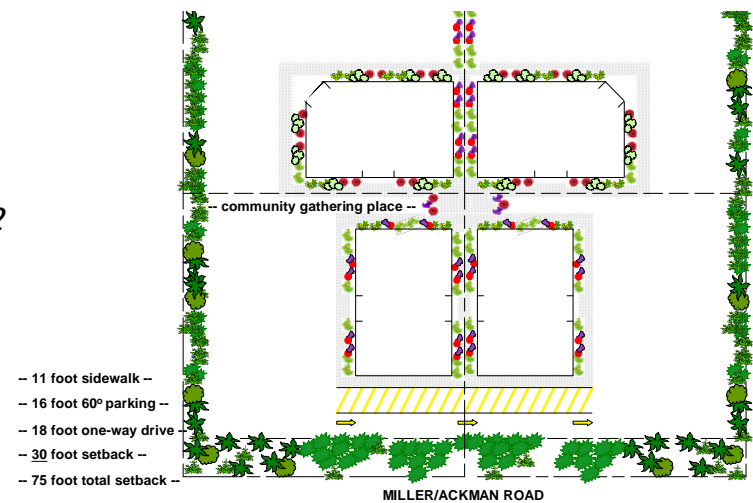 -- community gathering place --
2
-- 11 foot sidewalk --
-- 16 foot 60º parking --
-- 18 foot one-way drive --
-- 30 foot setback --
-- 75 foot total setback --
MILLER/ACKMAN ROAD